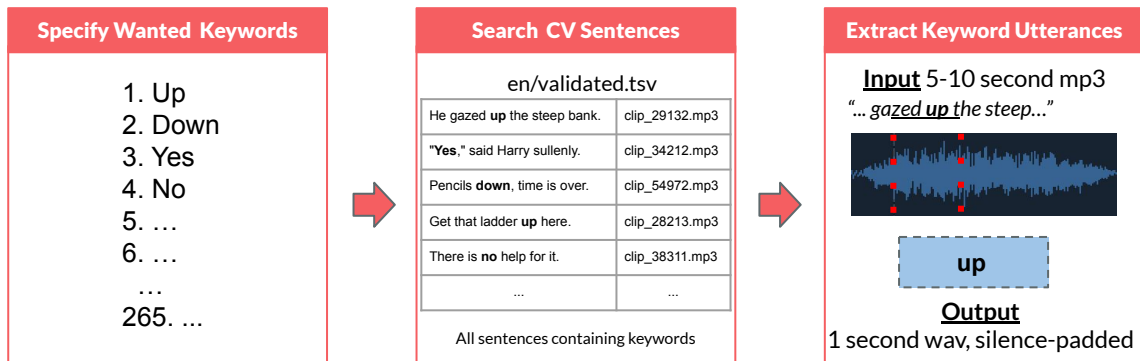 Specify Wanted Keywords
1. Up
2. Down
3. Yes
4. No
5. …
6. …
…
265. ...
Search CV Sentences
en/validated.tsv
He gazed up the steep bank. clip_29132.mp3
"Yes," said Harry sullenly. clip_34212.mp3
Pencils down, time is over. clip_54972.mp3
Get that ladder up here. clip_28213.mp3
There is no help for it. clip_38311.mp3
... ...
All sentences containing keywords
Extract Keyword Utterances
Input 5-10 second mp3
“... gazed up the steep…”
up
Output
1 second wav, silence-padded